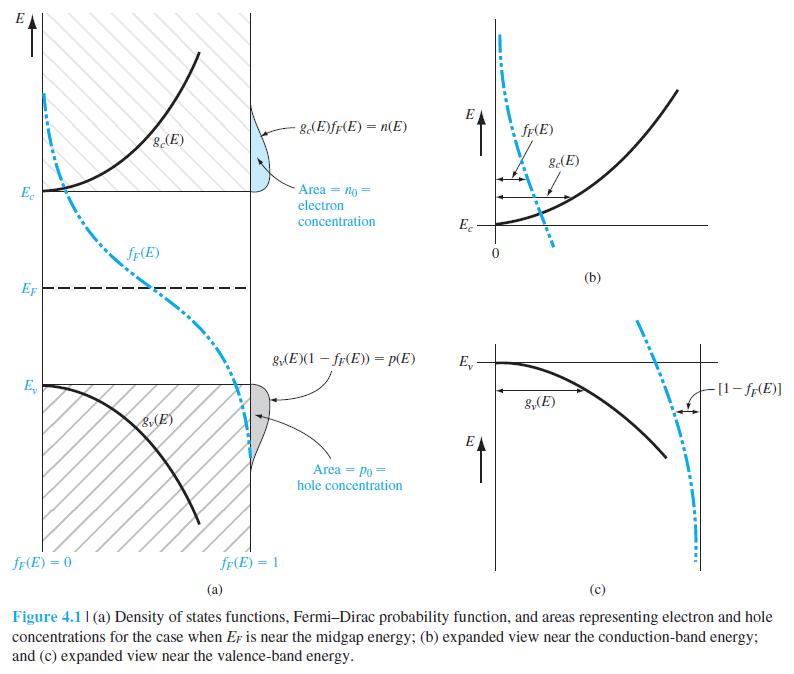 E
g_c(E)
g_c(E)f_F(E) = n(E)
E_c
Area = n_0 =
electron
concentration
f_F(E)
E_F
g_v(E)(1 − f_F(E)) = p(E)
E_v
g_v(E)
Area = p_0 =
hole concentration
f_F(E) = 0
f_F(E) = 1
(a)
E
f_F(E)
g_c(E)
E_c
0
(b)
E_v
g_v(E)
[1 − f_F(E)]
E
(c)
Figure 4.1 | (a) Density of states functions, Fermi–Dirac probability function, and areas representing electron and hole
concentrations for the case when E_F is near the midgap energy; (b) expanded view near the conduction-band energy;
and (c) expanded view near the valence-band energy.